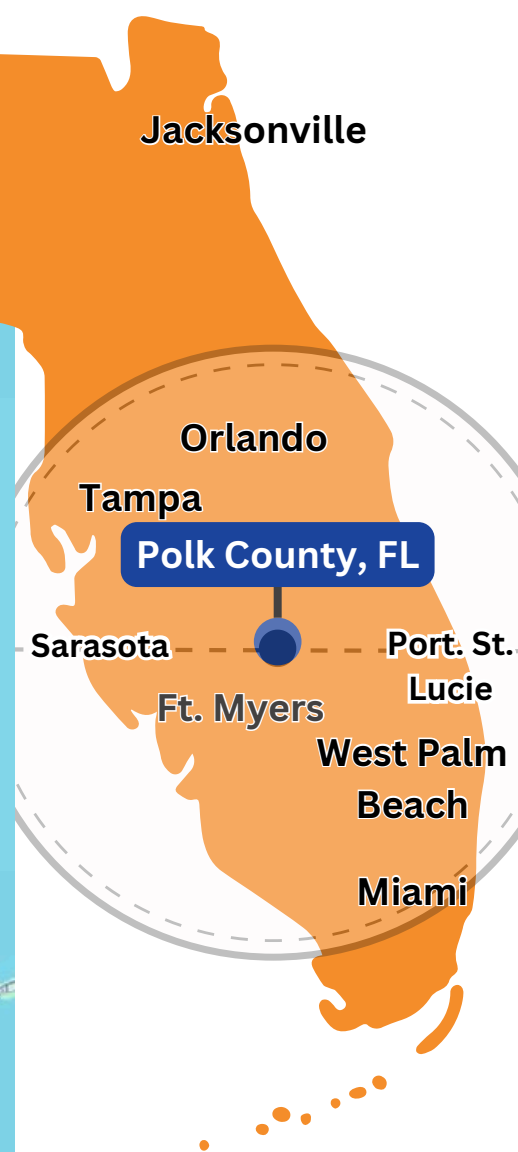 Jacksonville
Orlando
Tampa
Polk County, FL
Sarasota
Port. St.
Lucie
Ft. Myers
West Palm
Beach
Miami